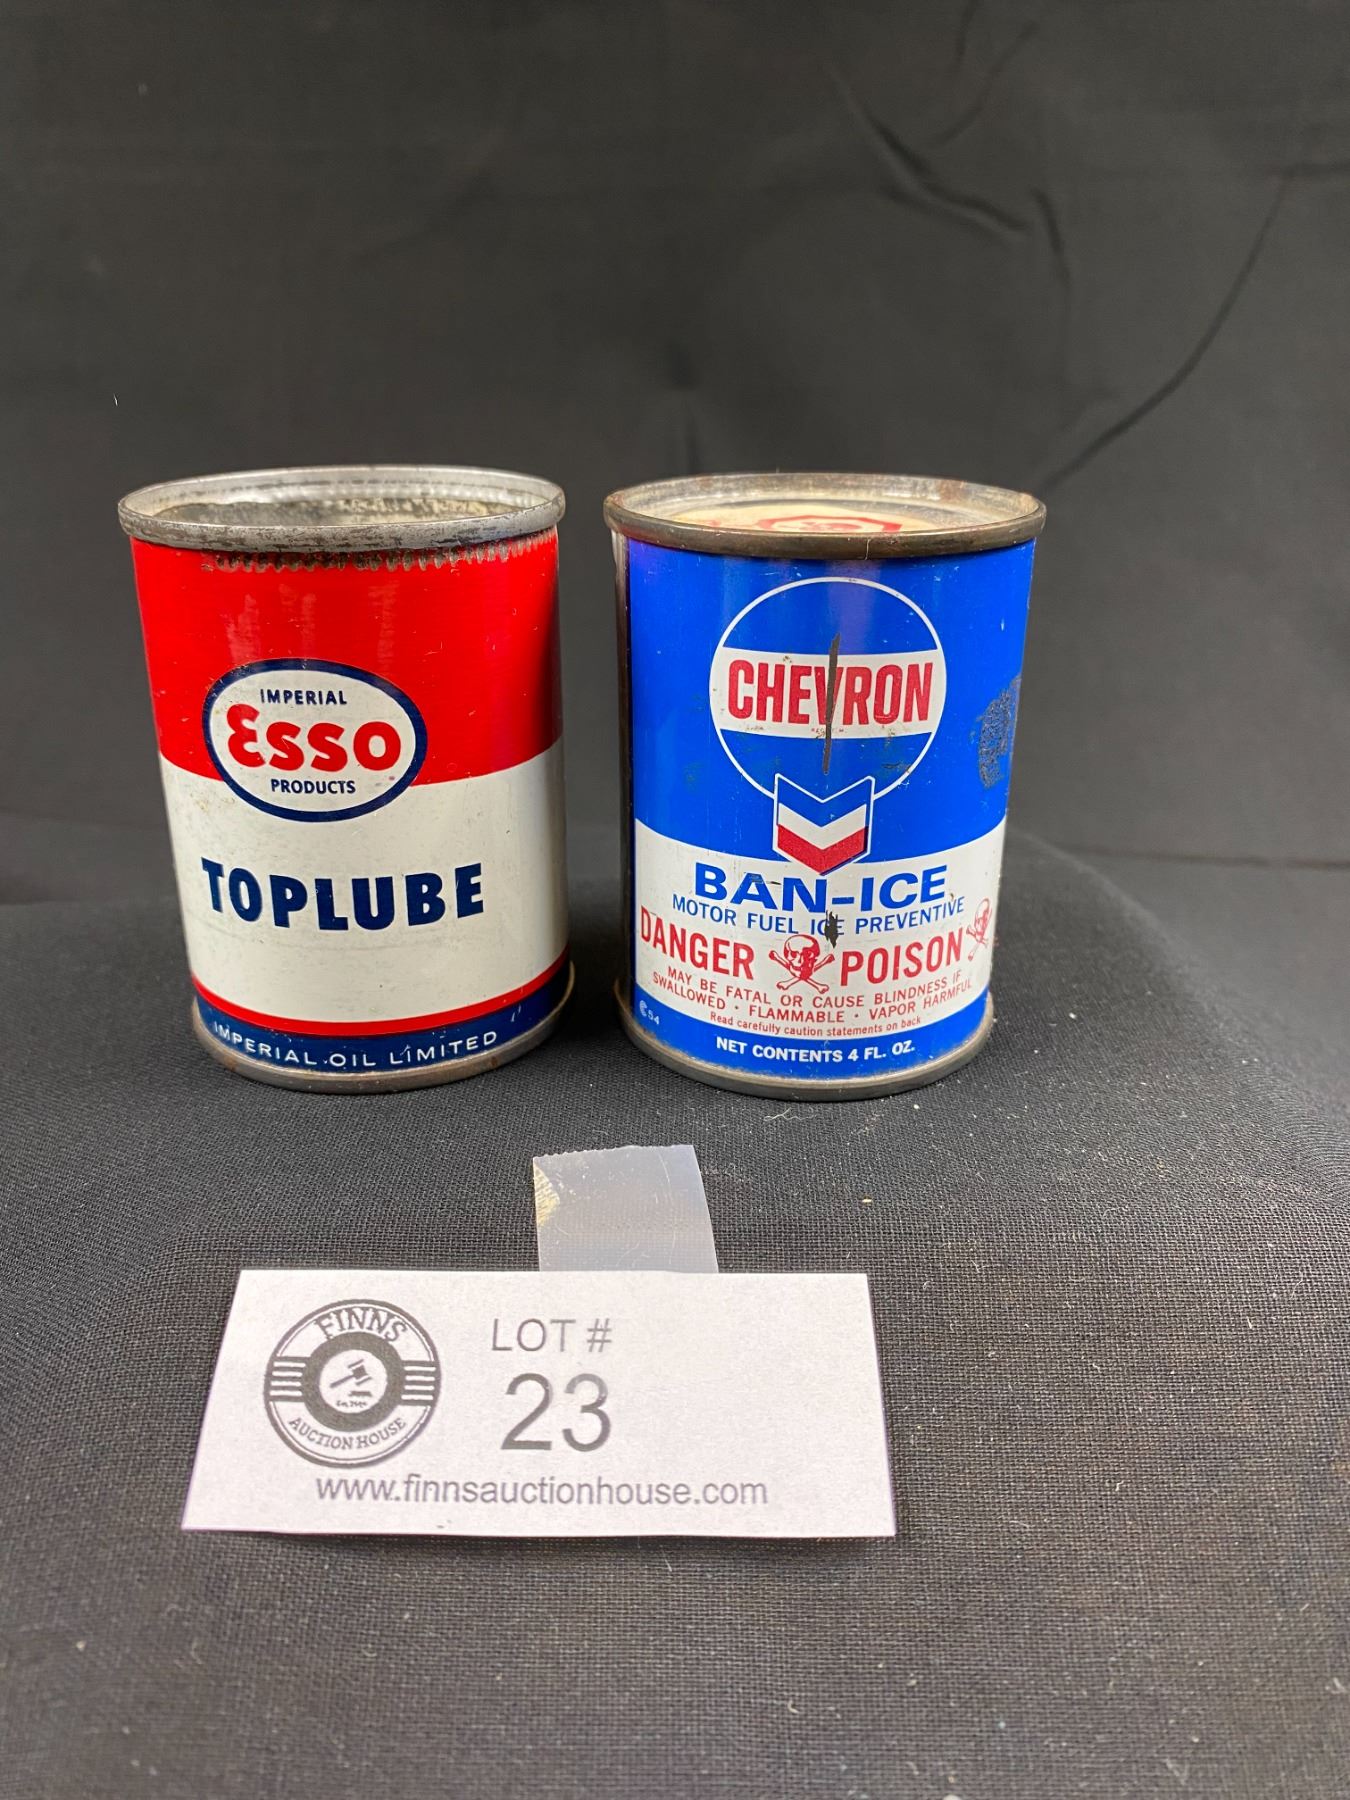 IMPERIAL
Esso
PRODUCTS
TOPLUBE
IMPERIAL OIL LIMITED
CHEVRON
BAN-ICE
MOTOR FUEL ICE PREVENTIVE
DANGER POISON
MAY BE FATAL OR CAUSE BLINDNESS IF
SWALLOWED · FLAMMABLE · VAPOR HARMFUL
Read carefully caution statements on back
54
NET CONTENTS 4 FL. OZ.
FINNS
AUCTION HOUSE
LOT #
23
www.finnsauctionhouse.com